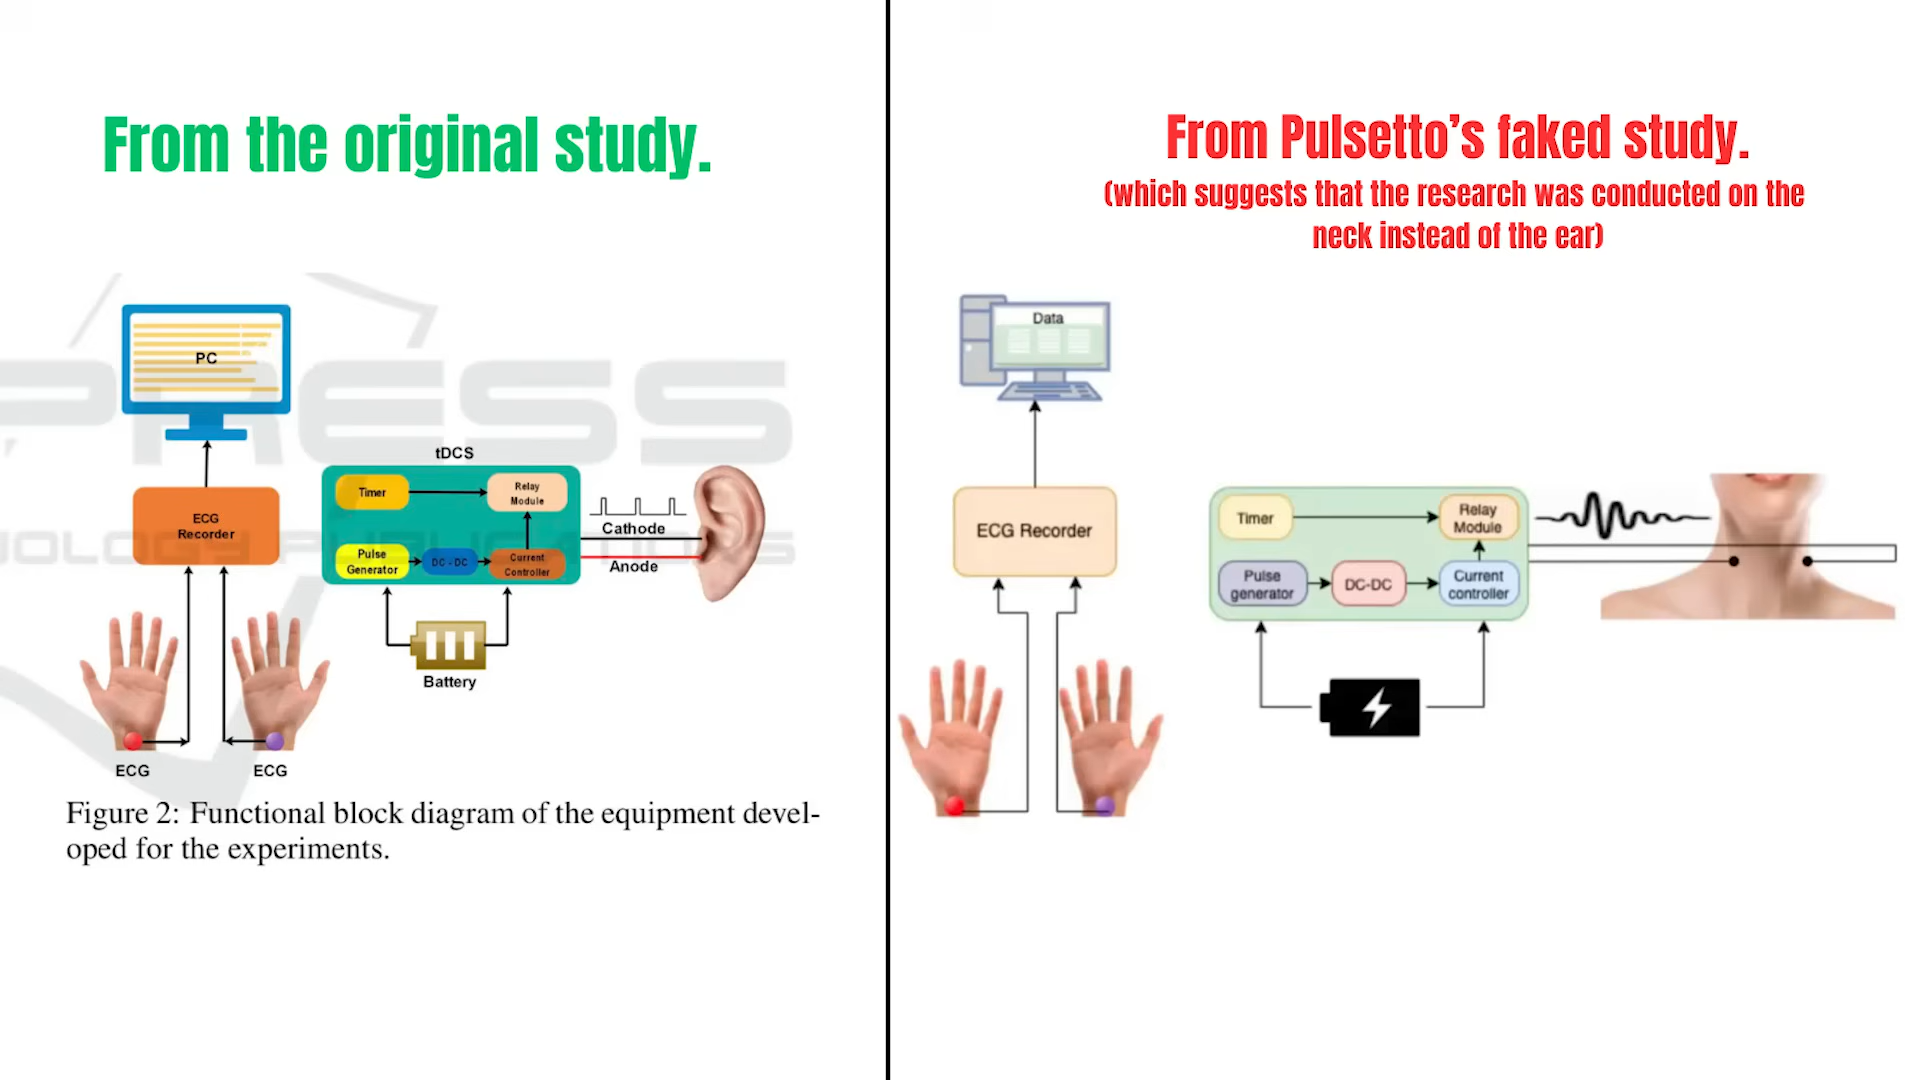 From the original study.
PC
ECG
Recorder
ECG
ECG
tDCS
Timer
Relay
Module
Pulse
Generator
DC - DC
Current
Controller
Cathode
Anode
Battery
Figure 2: Functional block diagram of the equipment devel-
oped for the experiments.
PRESS
From Pulsetto's faked study.
(which suggests that the research was conducted on the
neck instead of the ear)
Data
ECG Recorder
Timer
Relay
Module
Pulse
generator
DC-DC
Current
controller